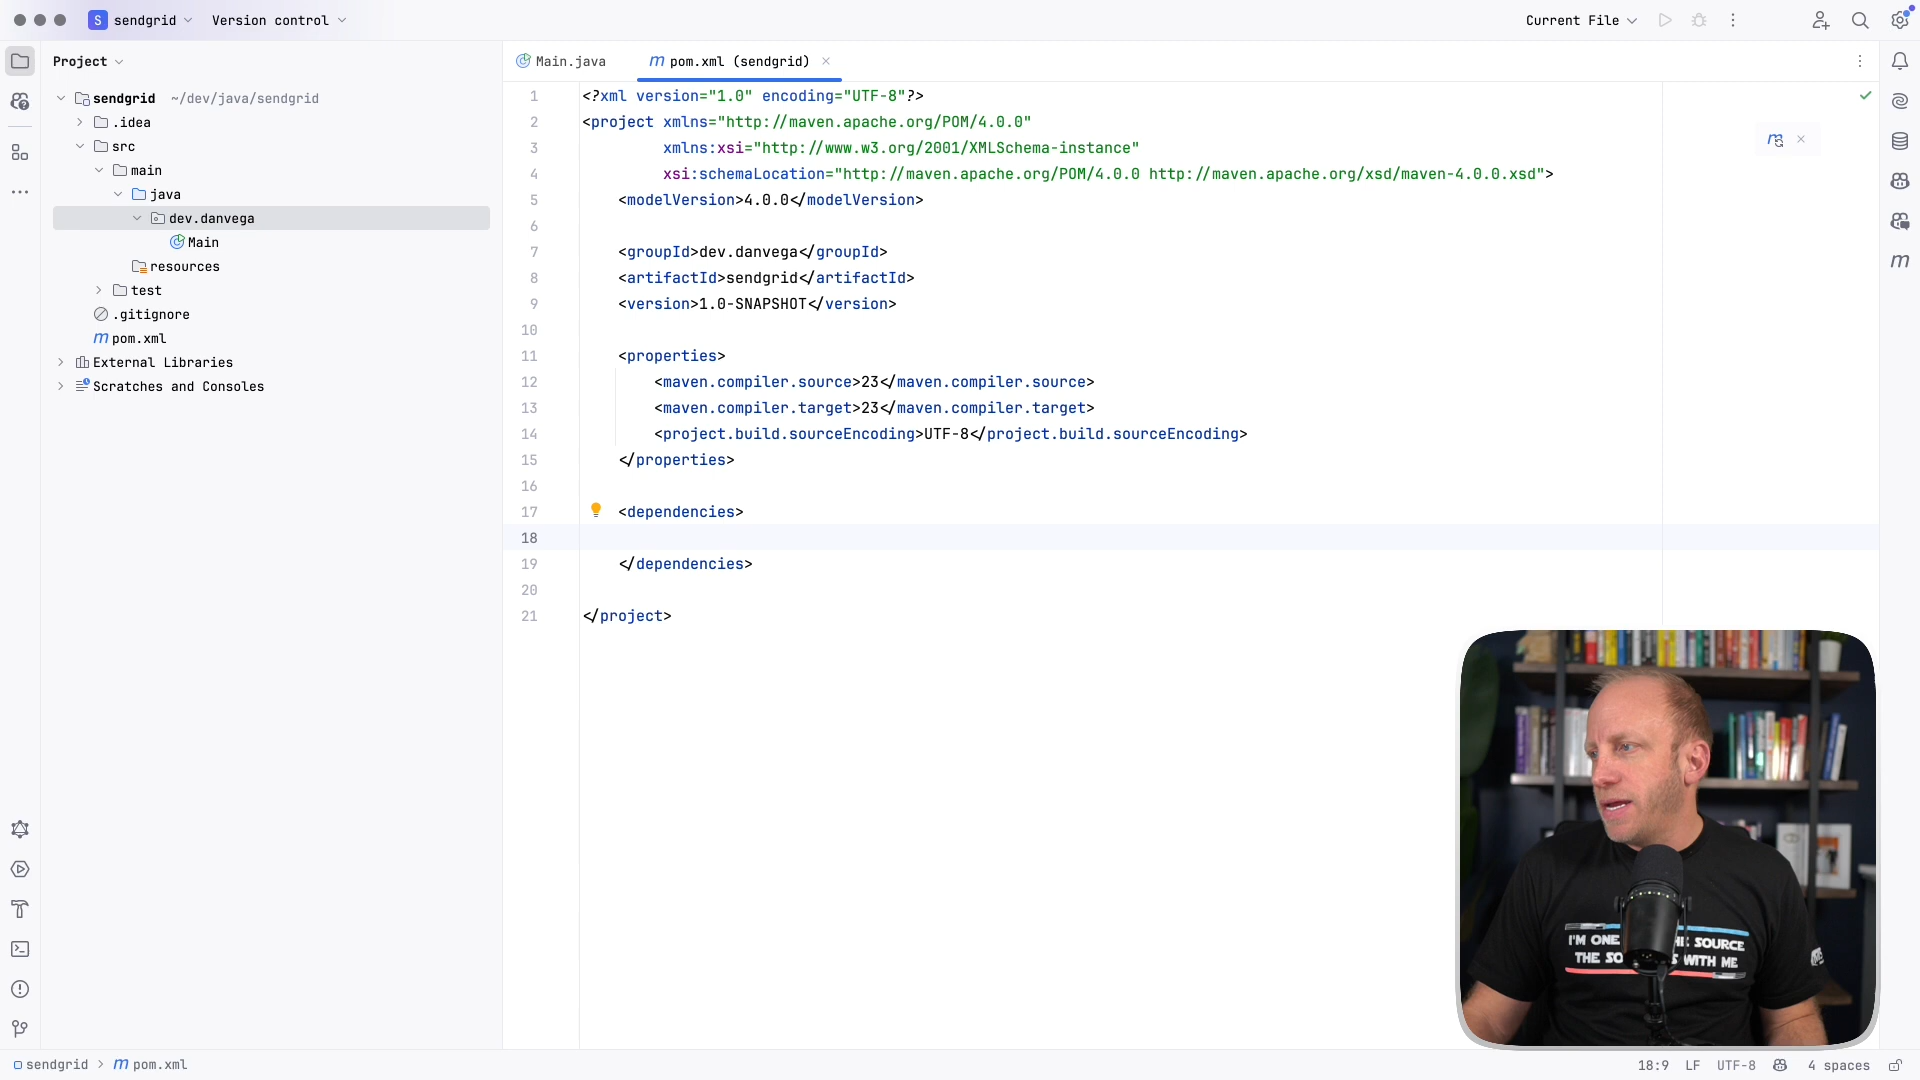 S sendgrid Version control Current File
Project
Main.java
pom.xml (sendgrid)
sendgrid ~/dev/java/sendgrid
.idea
src
main
java
dev.danvega
Main
resources
test
.gitignore
pom.xml
External Libraries
Scratches and Consoles
1 <?xml version="1.0" encoding="UTF-8"?>
2 <project xmlns="http://maven.apache.org/POM/4.0.0"
3 xmlns:xsi="http://www.w3.org/2001/XMLSchema-instance"
4 xsi:schemaLocation="http://maven.apache.org/POM/4.0.0 http://maven.apache.org/xsd/maven-4.0.0.xsd">
5 <modelVersion>4.0.0</modelVersion>
6
7 <groupId>dev.danvega</groupId>
8 <artifactId>sendgrid</artifactId>
9 <version>1.0-SNAPSHOT</version>
10
11 <properties>
12 <maven.compiler.source>23</maven.compiler.source>
13 <maven.compiler.target>23</maven.compiler.target>
14 <project.build.sourceEncoding>UTF-8</project.build.sourceEncoding>
15 </properties>
16
17 <dependencies>
18
19 </dependencies>
20
21 </project>
I'M ONE SOURCE
THE WITH ME
sendgrid > m pom.xml
18:9 LF UTF-8 4 spaces